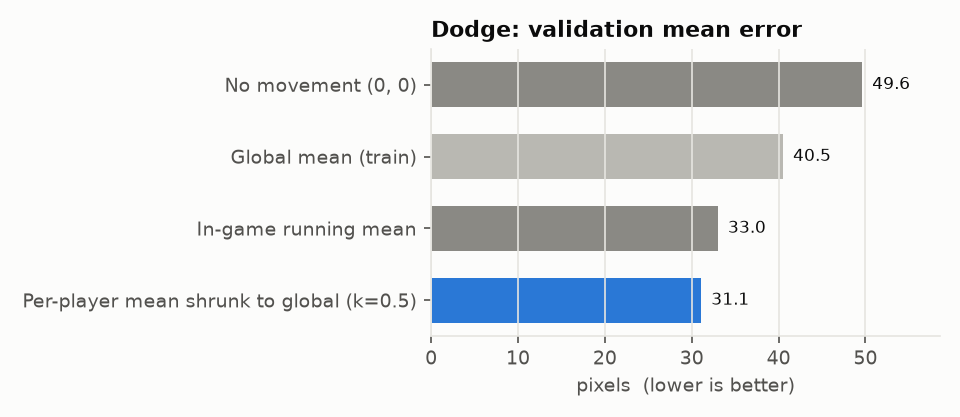 Dodge: validation mean error
No movement (0, 0)
49.6
Global mean (train)
40.5
In-game running mean
33.0
Per-player mean shrunk to global (k=0.5)
31.1
0 10 20 30 40 50
pixels (lower is better)